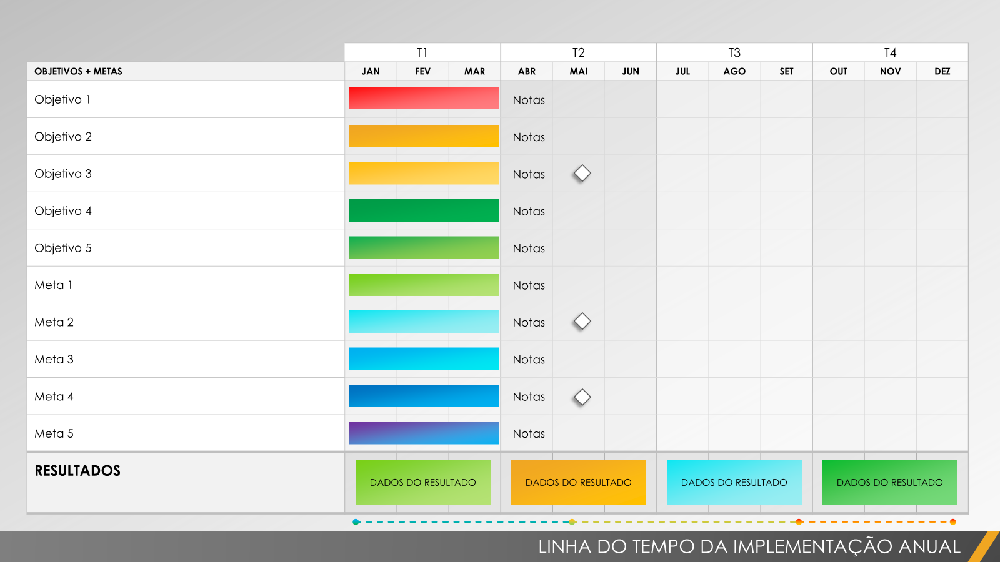 T1 T2 T3 T4
OBJETIVOS + METAS JAN FEV MAR ABR MAI JUN JUL AGO SET OUT NOV DEZ
Objetivo 1 Notas
Objetivo 2 Notas
Objetivo 3 Notas
Objetivo 4 Notas
Objetivo 5 Notas
Meta 1 Notas
Meta 2 Notas
Meta 3 Notas
Meta 4 Notas
Meta 5 Notas
RESULTADOS
DADOS DO RESULTADO DADOS DO RESULTADO DADOS DO RESULTADO DADOS DO RESULTADO
LINHA DO TEMPO DA IMPLEMENTAÇÃO ANUAL